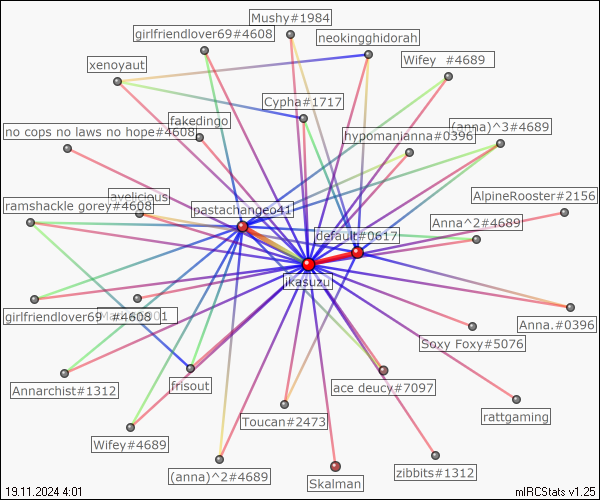 Mushy#1984
girlfriendlover69#4608
neokingghidorah
Wifey #4689
xenoyaut
Cypha#1717
fakedingo
(anna)^3#4689
no cops no laws no hope#4608
hypomanianna#0396
avelicious
AlpineRooster#2156
ramshackle gorey#4608
pastachangeo41
Anna^2#4689
default#0617
ikasuzu
girlfriendlover69 #4608
1
Anna.#0396
Soxy Foxy#5076
Annarchist#1312
frisout
ace deucy#7097
rattgaming
Toucan#2473
Wifey#4689
(anna)^2#4689
Skalman
zibbits#1312
19.11.2024 4:01
mIRCStats v1.25